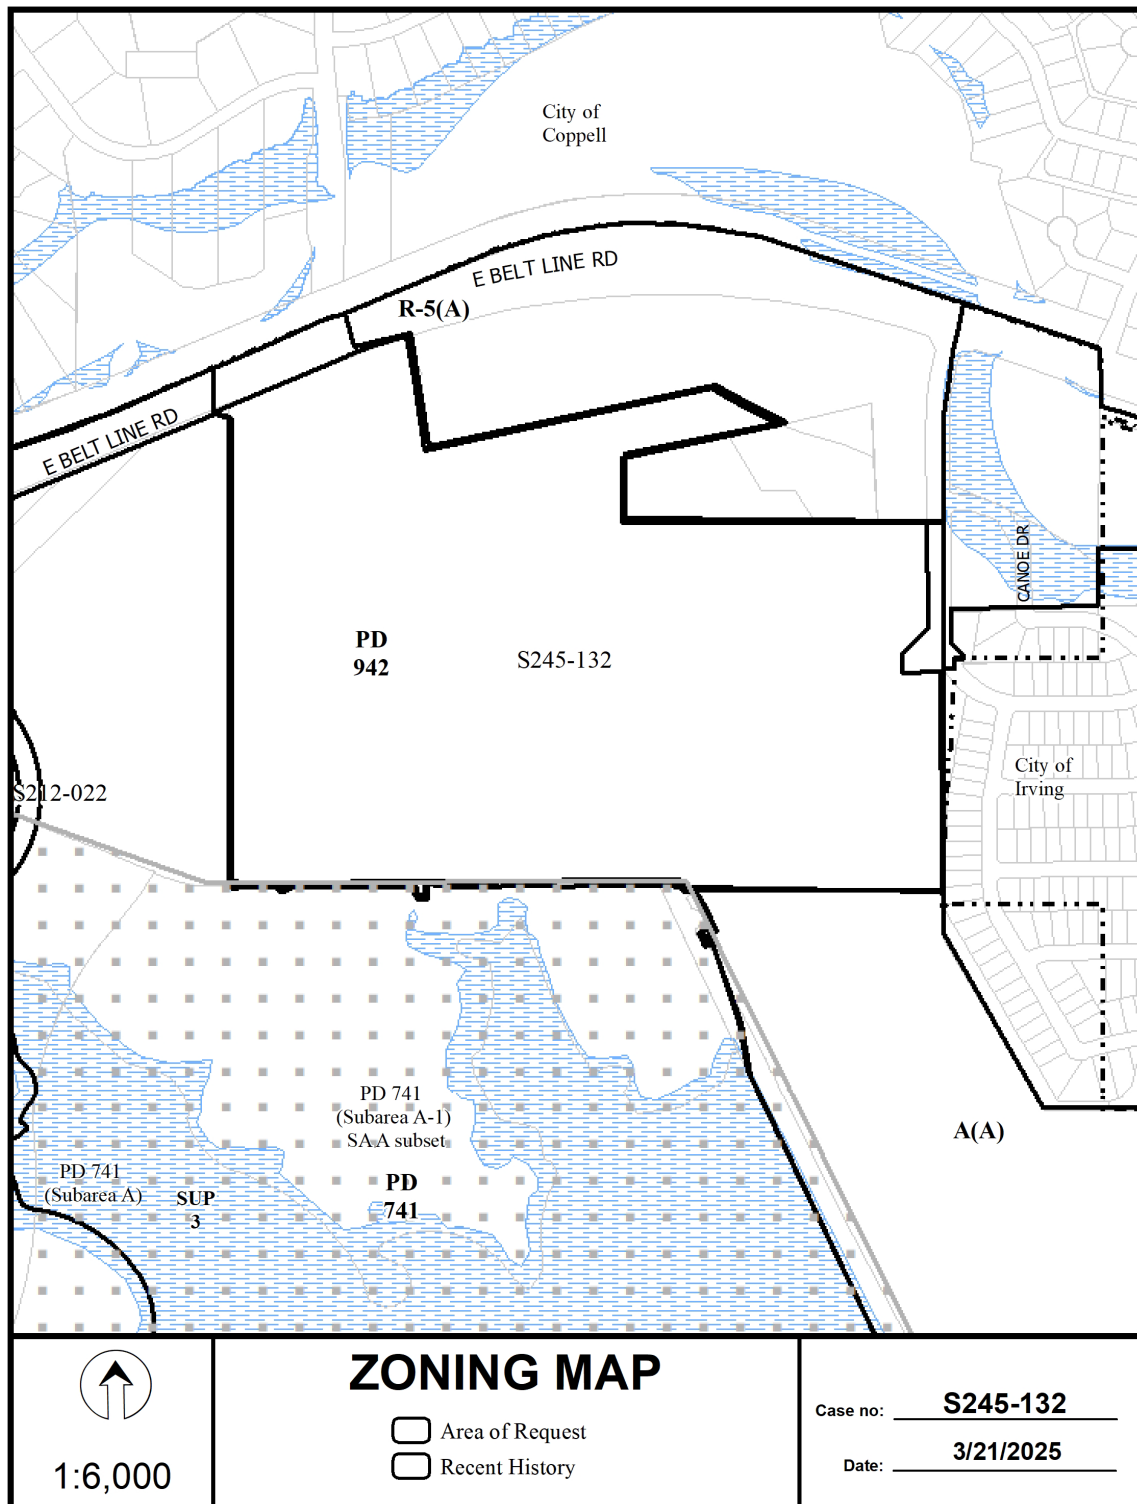 City of
Coppell
E BELT LINE RD
R-5(A)
E BELT LINE RD
CANOE DR
PD
942
S245-132
City of
Irving
S212-022
PD 741
(Subarea A-1)
SAA subset
A(A)
PD 741
(Subarea A)
SUP
3
PD
741
1:6,000
ZONING MAP
Area of Request
Recent History
Case no: S245-132
Date: 3/21/2025